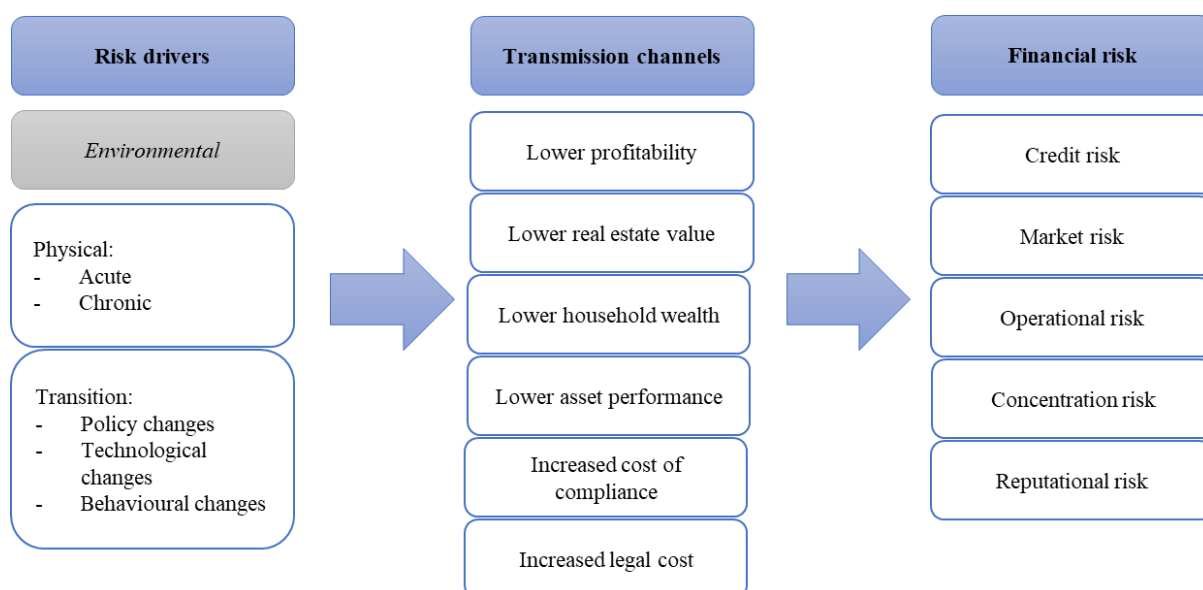 Risk drivers
Environmental
Physical:
- Acute
- Chronic
Transition:
- Policy changes
- Technological
changes
- Behavioural changes
Transmission channels
Lower profitability
Lower real estate value
Lower household wealth
Lower asset performance
Increased cost of
compliance
Increased legal cost
Financial risk
Credit risk
Market risk
Operational risk
Concentration risk
Reputational risk